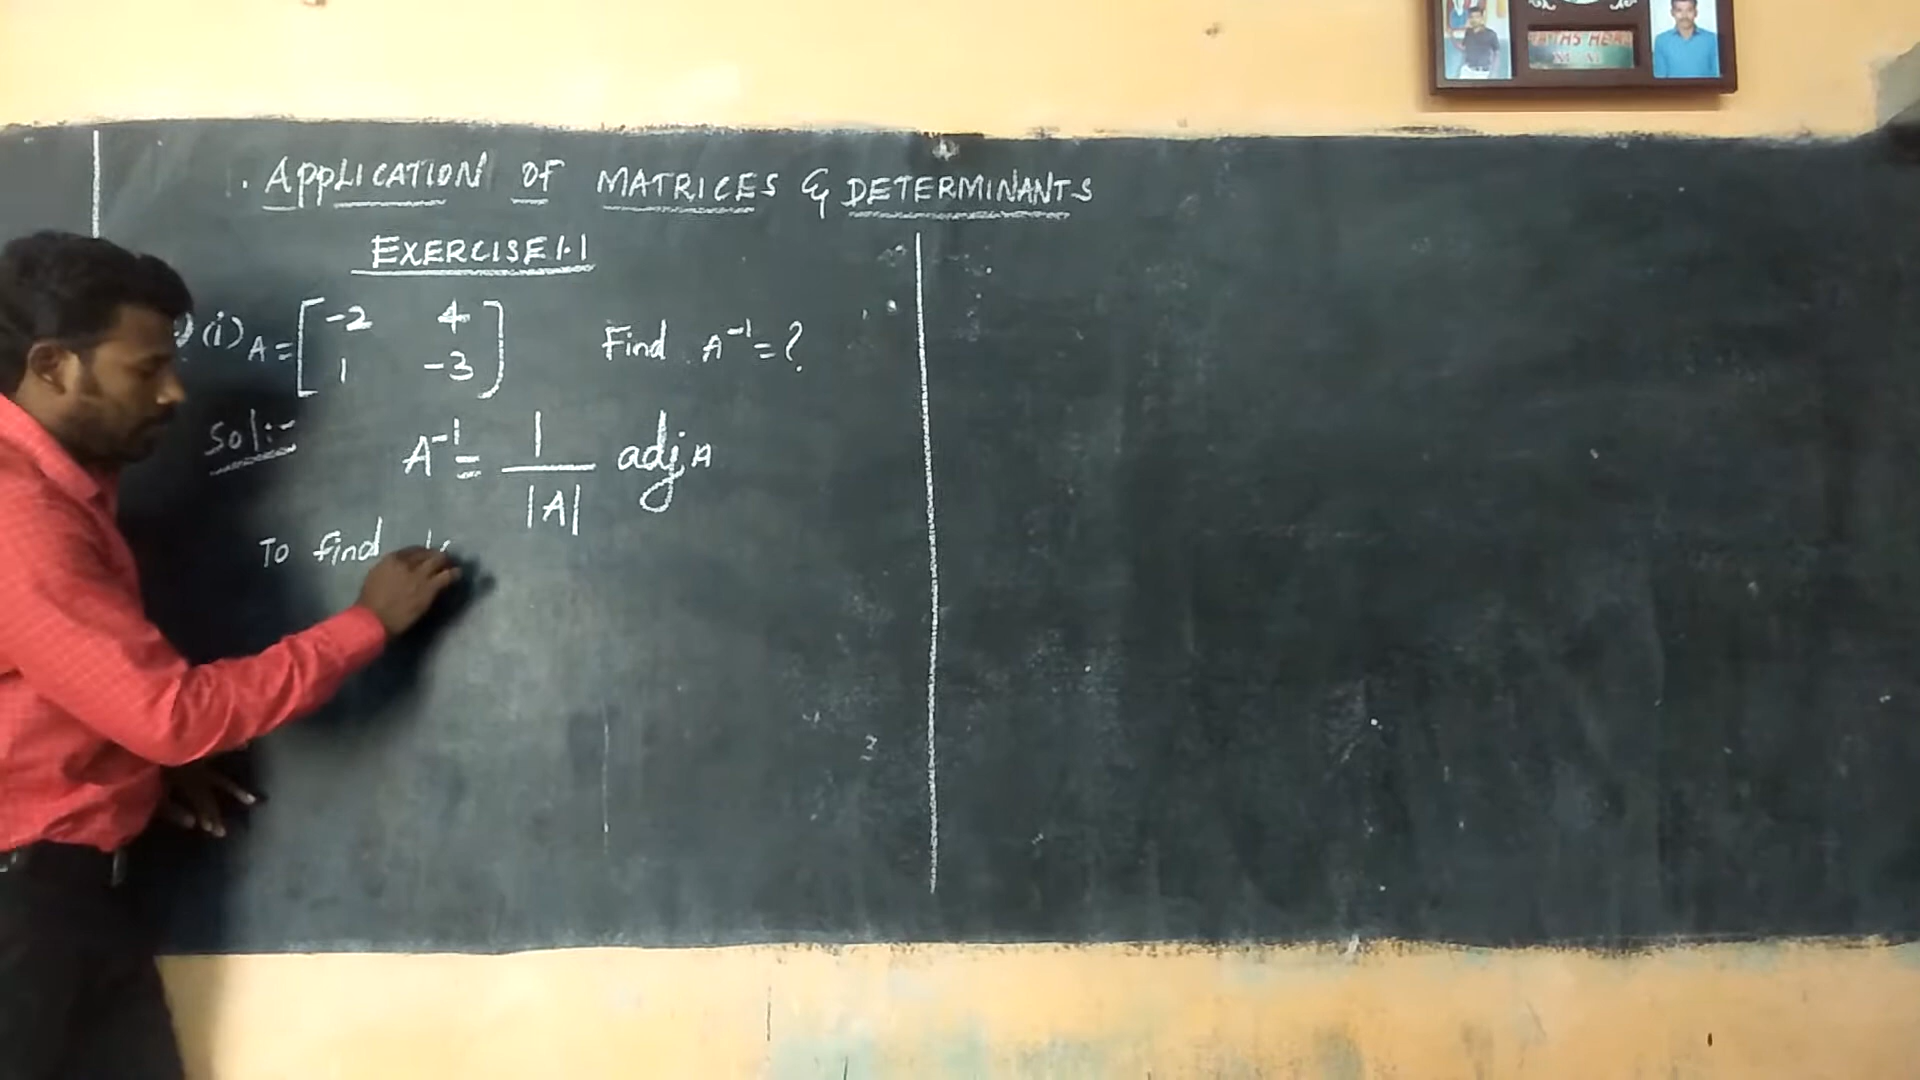 APPLICATION OF MATRICES & DETERMINANTS
EXERCISE 1.1
(i) A = [ -2 4
1 -3 ] Find A⁻¹ = ?
Sol:-
A⁻¹ = 1 / |A| adj A
To find